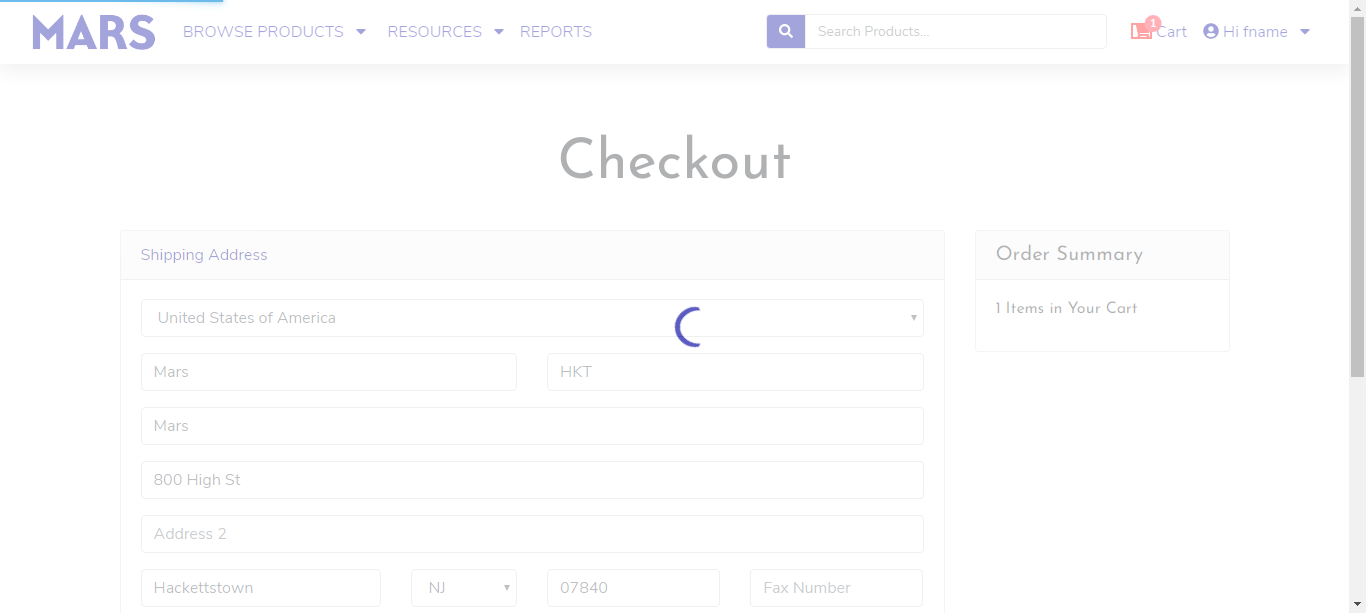 MARS BROWSE PRODUCTS RESOURCES REPORTS Search Products... 1 Cart Hi fname
Checkout
Shipping Address
Order Summary
United States of America
1 Items in Your Cart
Mars HKT
Mars
800 High St
Address 2
Hackettstown NJ 07840 Fax Number